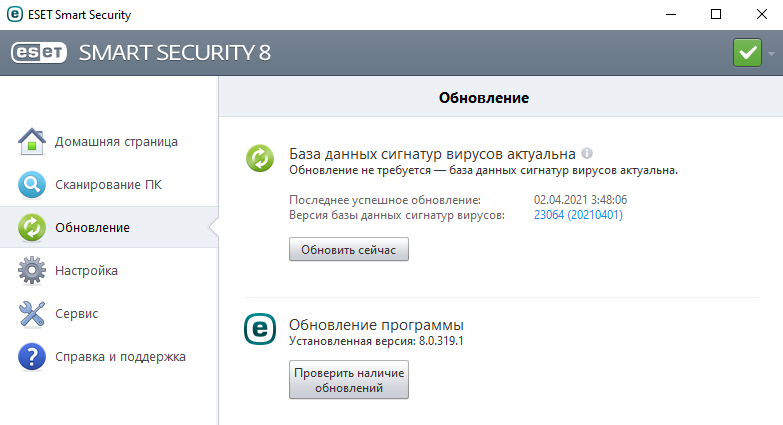 ESET Smart Security
eset SMART SECURITY 8
Обновление
Домашняя страница
Сканирование ПК
Обновление
Настройка
Сервис
Справка и поддержка
База данных сигнатур вирусов актуальна
Обновление не требуется — база данных сигнатур вирусов актуальна.
Последнее успешное обновление: 02.04.2021 3:48:06
Версия базы данных сигнатур вирусов: 23064 (20210401)
Обновить сейчас
Обновление программы
Установленная версия: 8.0.319.1
Проверить наличие
обновлений